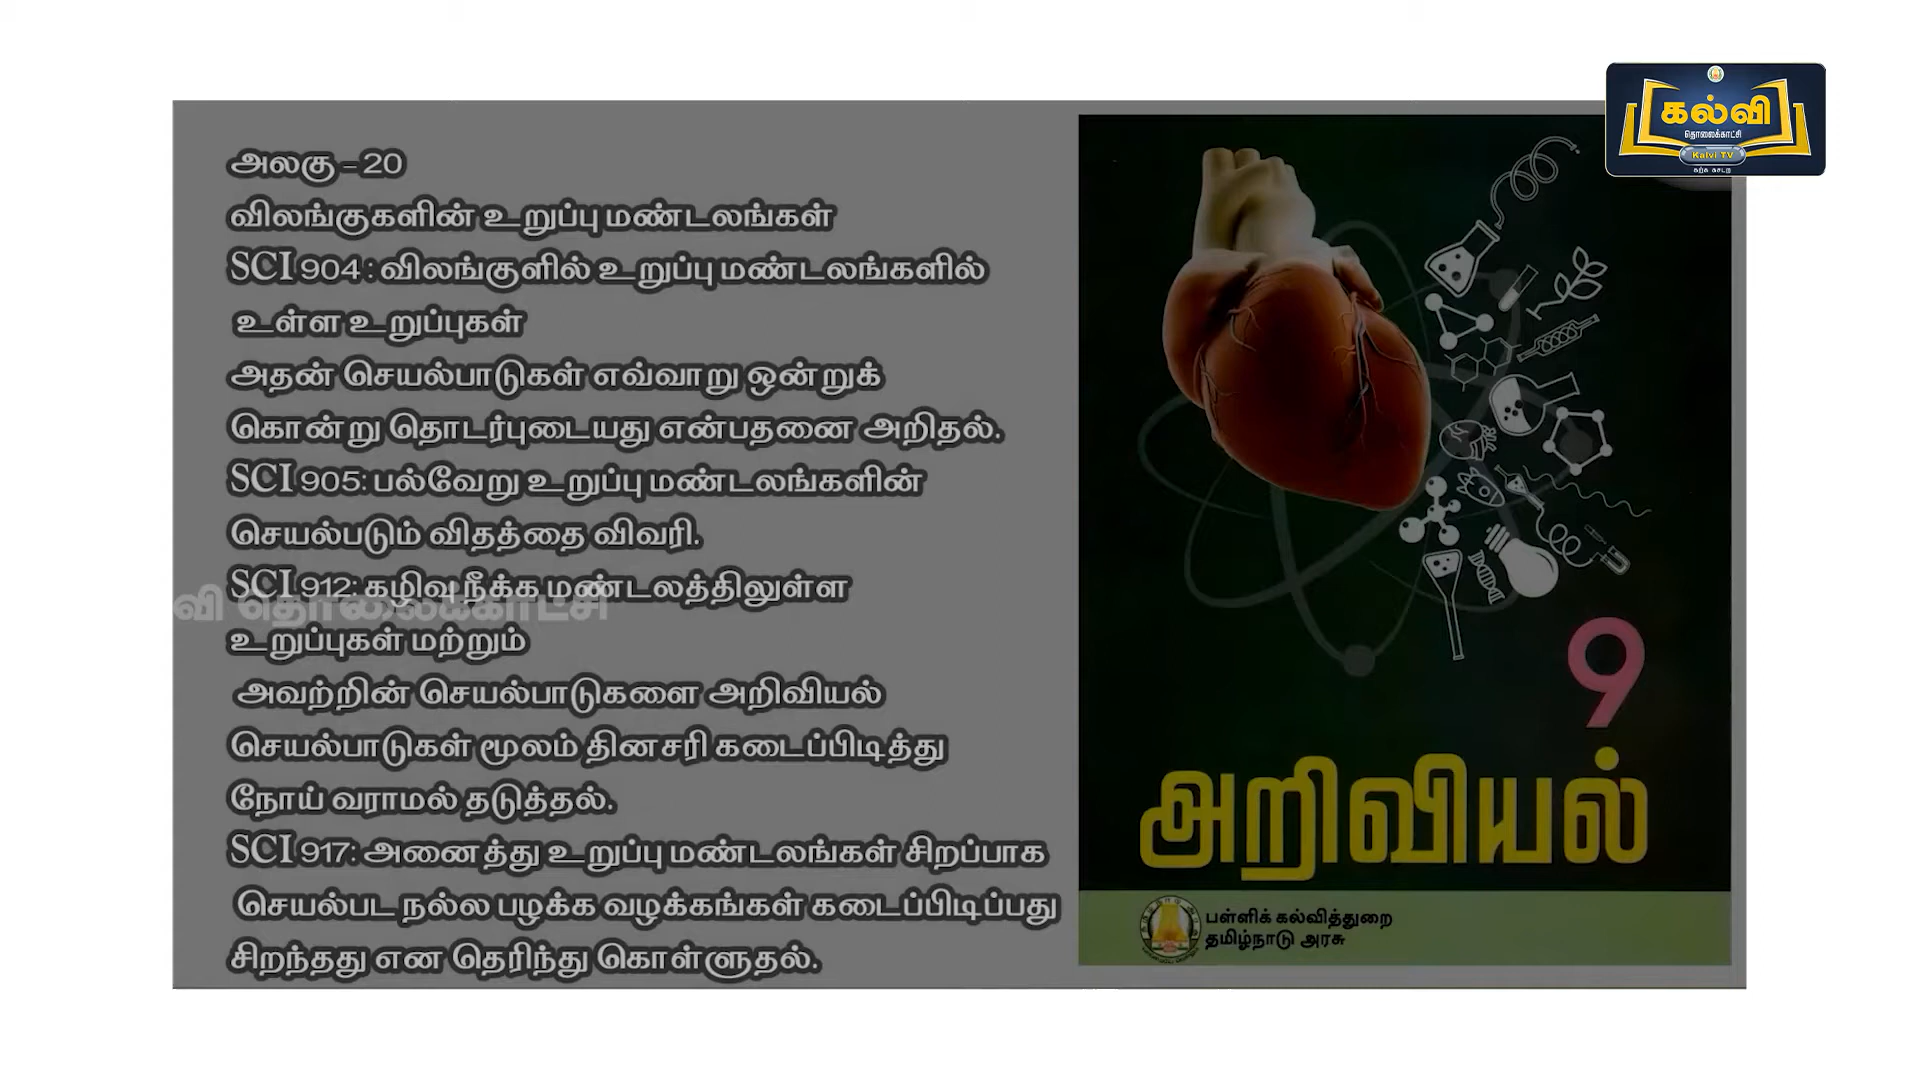 அலகு – 20
விலங்குகளின் உறுப்பு மண்டலங்கள்
SCI 904 : விலங்குளில் உறுப்பு மண்டலங்களில்
உள்ள உறுப்புகள்
அதன் செயல்பாடுகள் எவ்வாறு ஒன்றுக்
கொன்று தொடர்புடையது என்பதனை அறிதல்.
SCI 905: பல்வேறு உறுப்பு மண்டலங்களின்
செயல்படும் விதத்தை விவரி.
SCI 912: கழிவுநீக்க மண்டலத்திலுள்ள
வி தொலைக்காட்சி
உறுப்புகள் மற்றும்
அவற்றின் செயல்பாடுகளை அறிவியல்
செயல்பாடுகள் மூலம் தினசரி கடைப்பிடித்து
நோய் வராமல் தடுத்தல்.
SCI 917: அனைத்து உறுப்பு மண்டலங்கள் சிறப்பாக
செயல்பட நல்ல பழக்க வழக்கங்கள் கடைப்பிடிப்பது
சிறந்தது என தெரிந்து கொள்ளுதல்.
கல்வி
தொலைக்காட்சி
Kalvi TV
கற்க கசடற
9
அறிவியல்
பள்ளிக் கல்வித்துறை
தமிழ்நாடு அரசு